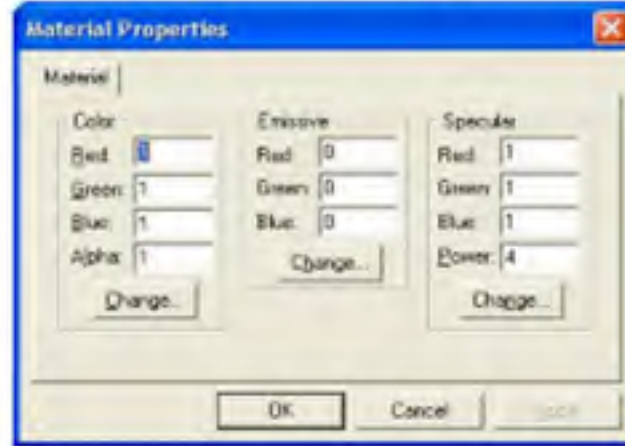 Material Properties
Material
Color
Red:
Green: 1
Blue: 1
Alpha: 1
Change...
Emissive
Red: 0
Green: 0
Blue: 0
Change...
Specular
Red: 1
Green: 1
Blue: 1
Power: 4
Change...
OK
Cancel